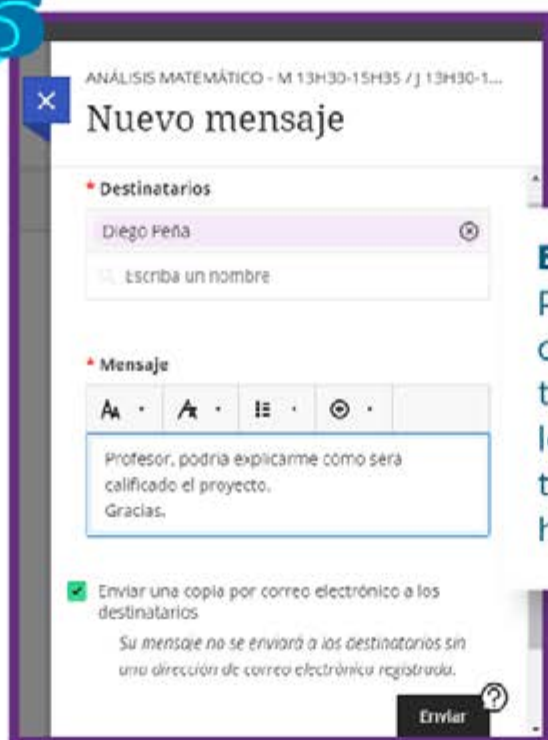 ANÁLISIS MATEMÁTICO - M 13H30-15H35 / J 13H30-1...
Nuevo mensaje
* Destinatarios
Diego Peña
Escriba un nombre
* Mensaje
Profesor, podría explicarme cómo será
calificado el proyecto.
Gracias.
Enviar una copia por correo electrónico a los
destinatarios
Su mensaje no se enviará a los destinatarios sin
una dirección de correo electrónica registrada.
Enviar